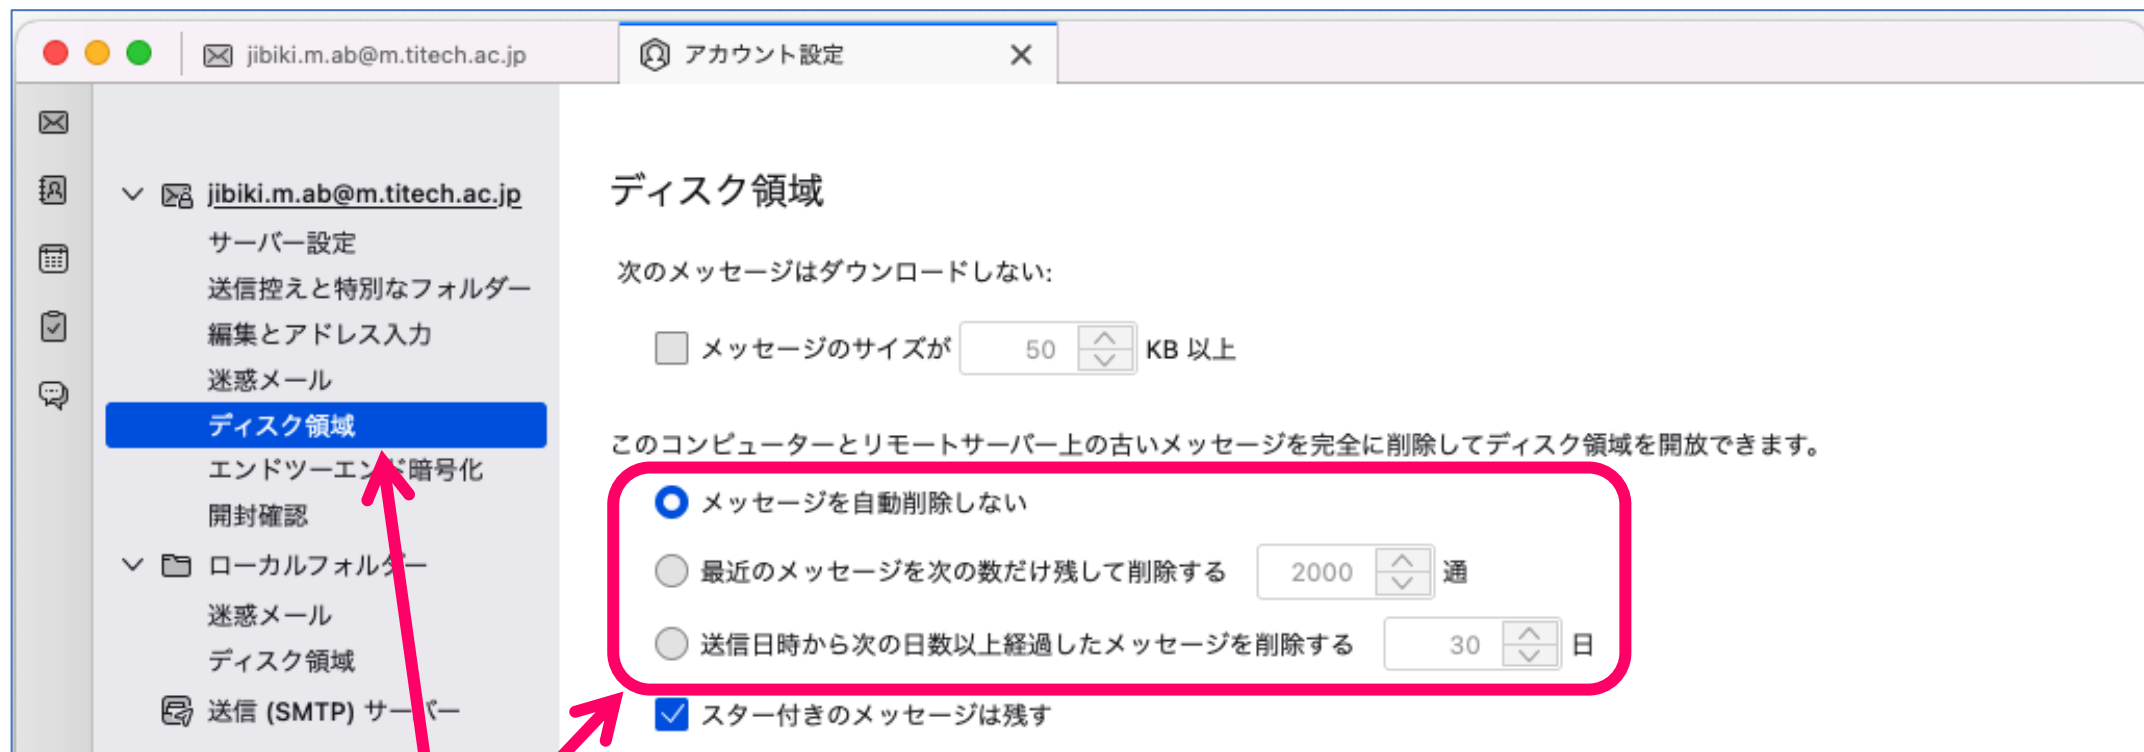 jibiki.m.ab@m.titech.ac.jp
アカウント設定
jibiki.m.ab@m.titech.ac.jp
サーバー設定
送信控えと特別なフォルダー
編集とアドレス入力
迷惑メール
ディスク領域
エンドツーエンド暗号化
開封確認
ローカルフォルダー
迷惑メール
ディスク領域
送信 (SMTP) サーバー
ディスク領域
次のメッセージはダウンロードしない:
メッセージのサイズが 50 KB 以上
このコンピューターとリモートサーバー上の古いメッセージを完全に削除してディスク領域を開放できます。
メッセージを自動削除しない
最近のメッセージを次の数だけ残して削除する 2000 通
送信日時から次の日数以上経過したメッセージを削除する 30 日
スター付きのメッセージは残す